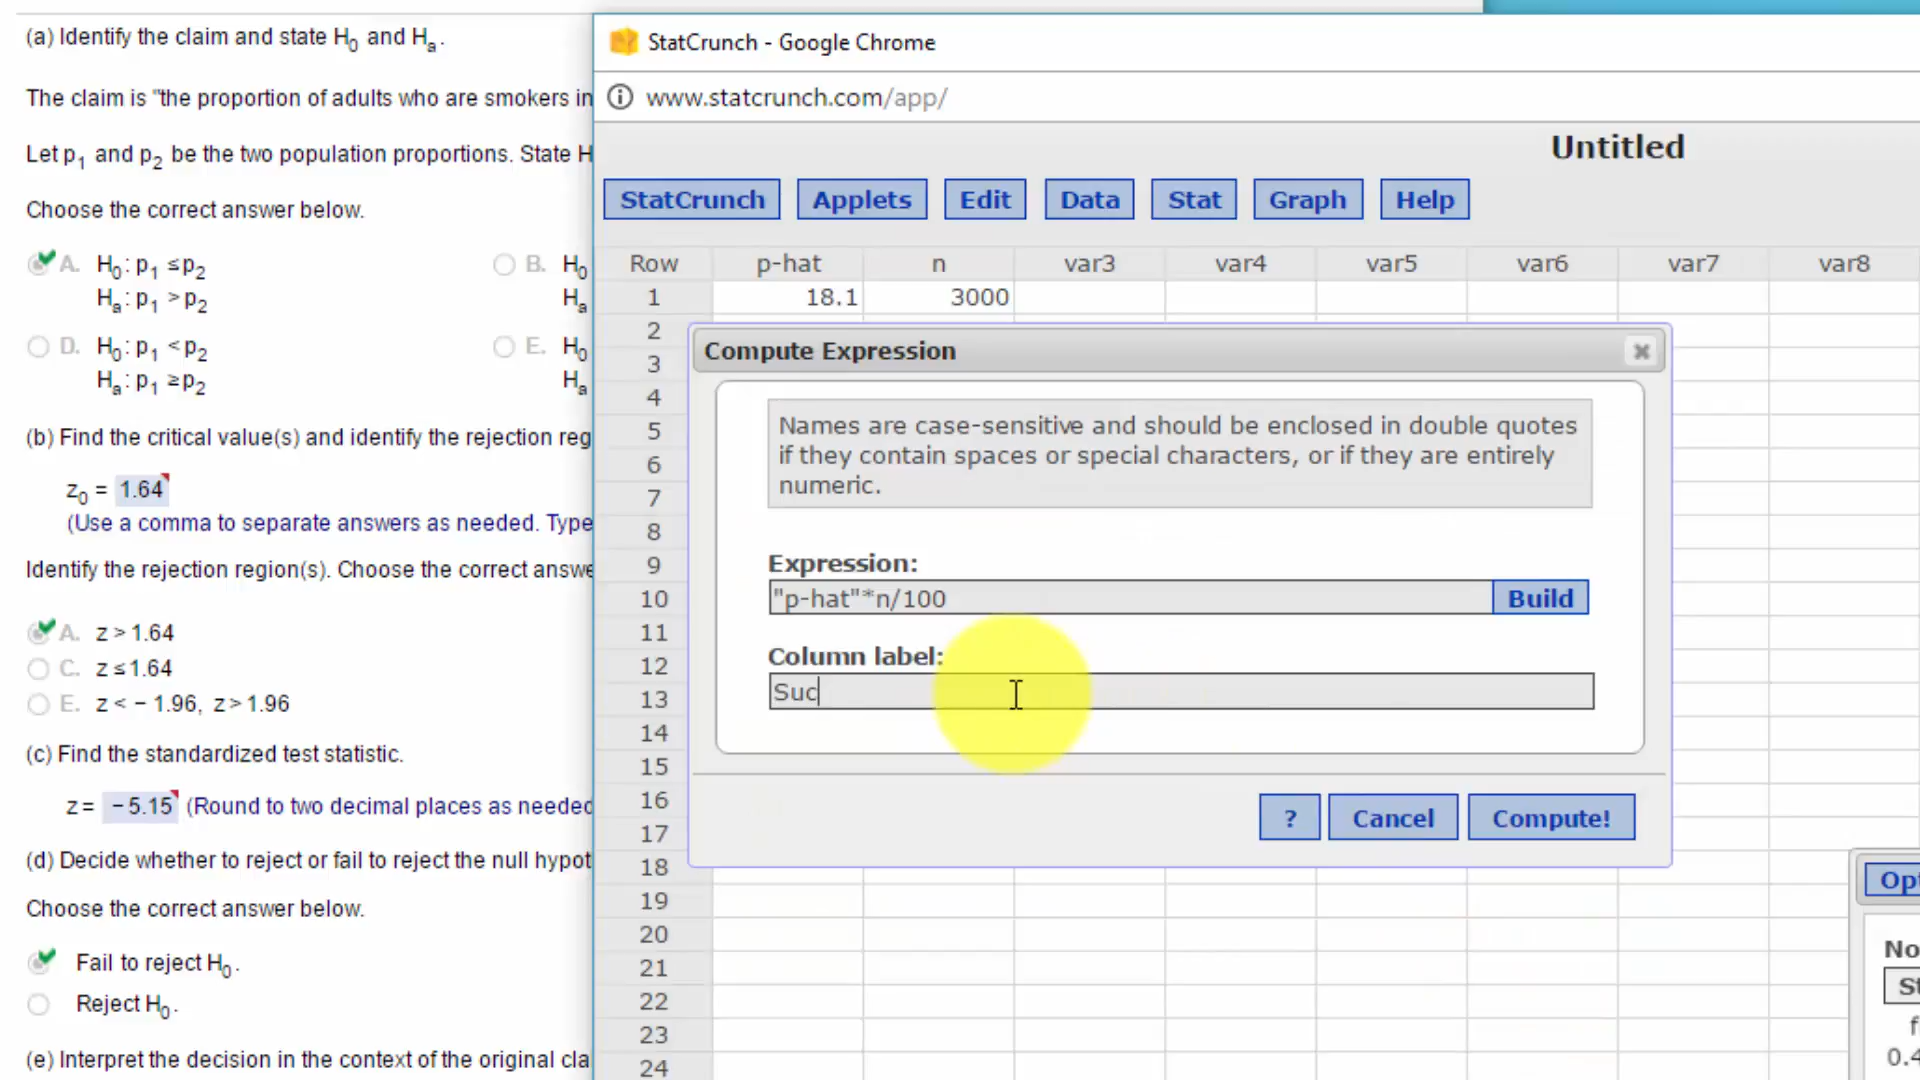 (a) Identify the claim and state H0 and Ha.
The claim is "the proportion of adults who are smokers in
Let p1 and p2 be the two population proportions. State H
Choose the correct answer below.
A. H0: p1 ≤p2
Ha: p1 >p2
B. H0
Ha
D. H0: p1 <p2
Ha: p1 ≥p2
E. H0
Ha
(b) Find the critical value(s) and identify the rejection reg
z0 = 1.64
(Use a comma to separate answers as needed. Type
Identify the rejection region(s). Choose the correct answe
A. z > 1.64
C. z ≤ 1.64
E. z < − 1.96, z > 1.96
(c) Find the standardized test statistic.
z = − 5.15 (Round to two decimal places as needed
(d) Decide whether to reject or fail to reject the null hypot
Choose the correct answer below.
Fail to reject H0.
Reject H0.
(e) Interpret the decision in the context of the original cla
StatCrunch - Google Chrome
www.statcrunch.com/app/
Untitled
StatCrunch Applets Edit Data Stat Graph Help
Row p-hat n var3 var4 var5 var6 var7 var8
1 18.1 3000
2
3
4
5
6
7
8
9
10
11
12
13
14
15
16
17
18
19
20
21
22
23
24
Compute Expression
Names are case-sensitive and should be enclosed in double quotes
if they contain spaces or special characters, or if they are entirely
numeric.
Expression:
"p-hat"*n/100 Build
Column label:
Suc
? Cancel Compute!
Opt
No
St
f
0.4